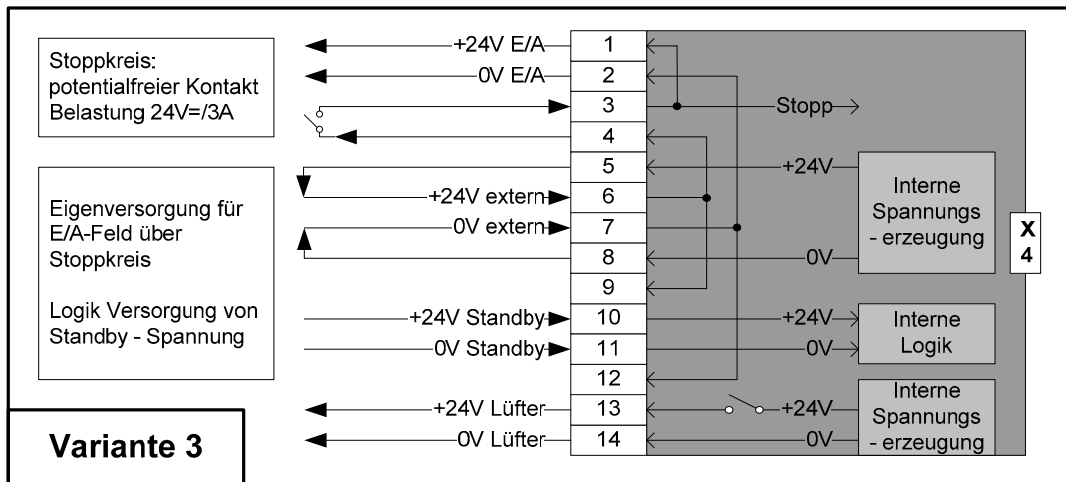 Stoppkreis:
potentialfreier Kontakt
Belastung 24V=/3A
Eigenversorgung für
E/A-Feld über
Stoppkreis
Logik Versorgung von
Standby - Spannung
Variante 3
+24V E/A
0V E/A
+24V extern
0V extern
+24V Standby
0V Standby
+24V Lüfter
0V Lüfter
1
2
3
4
5
6
7
8
9
10
11
12
13
14
Stopp
+24V
0V
Interne
Spannungs
- erzeugung
+24V
0V
Interne
Logik
+24V
0V
Interne
Spannungs
- erzeugung
X
4